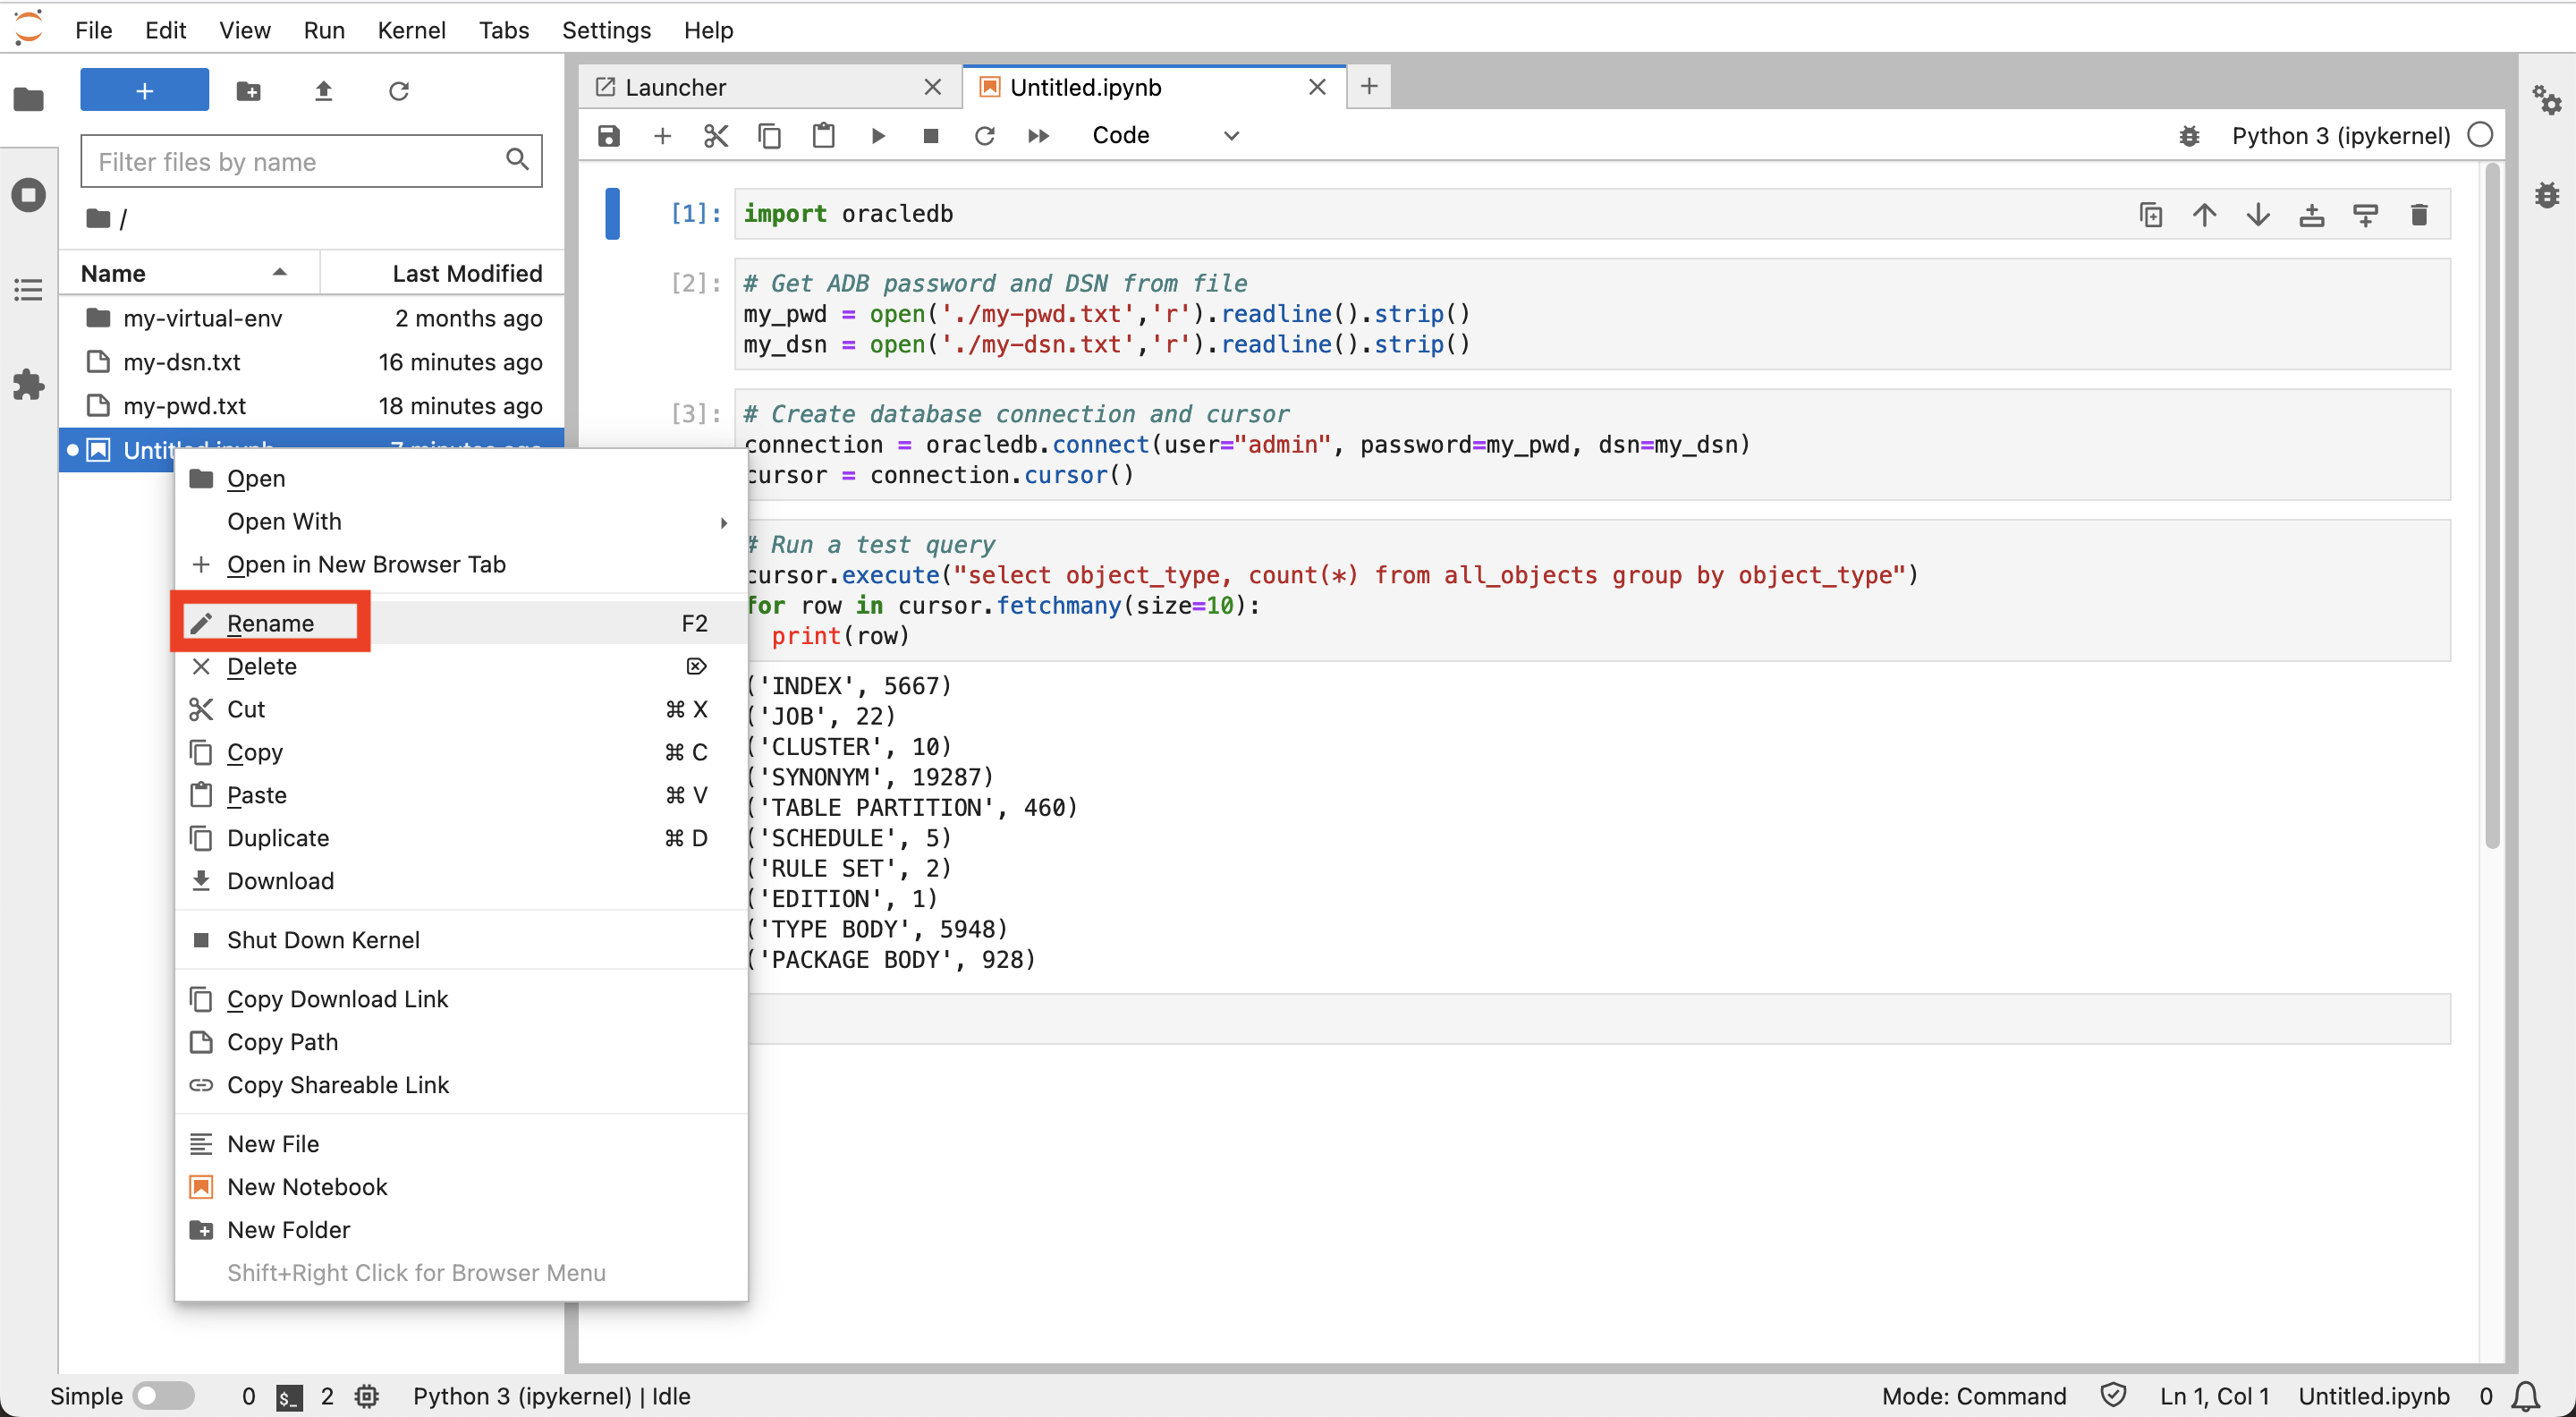 File Edit View Run Kernel Tabs Settings Help
+
Filter files by name
/
Name Last Modified
my-virtual-env 2 months ago
my-dsn.txt 16 minutes ago
my-pwd.txt 18 minutes ago
Open
Open With
Open in New Browser Tab
Rename F2
Delete
Cut ⌘ X
Copy ⌘ C
Paste ⌘ V
Duplicate ⌘ D
Download
Shut Down Kernel
Copy Download Link
Copy Path
Copy Shareable Link
New File
New Notebook
New Folder
Shift+Right Click for Browser Menu
Launcher Untitled.ipynb
Code Python 3 (ipykernel)
[1]: import oracledb
[2]: # Get ADB password and DSN from file
my_pwd = open('./my-pwd.txt','r').readline().strip()
my_dsn = open('./my-dsn.txt','r').readline().strip()
[3]: # Create database connection and cursor
connection = oracledb.connect(user="admin", password=my_pwd, dsn=my_dsn)
cursor = connection.cursor()
# Run a test query
cursor.execute("select object_type, count(*) from all_objects group by object_type")
for row in cursor.fetchmany(size=10):
print(row)
('INDEX', 5667)
('JOB', 22)
('CLUSTER', 10)
('SYNONYM', 19287)
('TABLE PARTITION', 460)
('SCHEDULE', 5)
('RULE SET', 2)
('EDITION', 1)
('TYPE BODY', 5948)
('PACKAGE BODY', 928)
Simple 0 $_ 2 Python 3 (ipykernel) | Idle Mode: Command Ln 1, Col 1 Untitled.ipynb 0